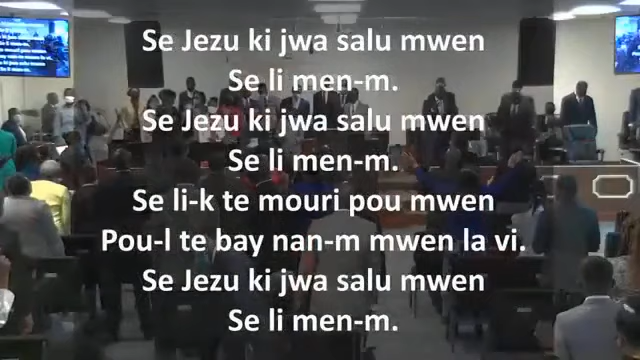 Se Jezu ki jwa salu mwen
Se li men-m.
Se Jezu ki jwa salu mwen
Se li men-m.
Se li-k te mouri pou mwen
Pou-l te bay nan-m mwen la vi.
Se Jezu ki jwa salu mwen
Se li men-m.